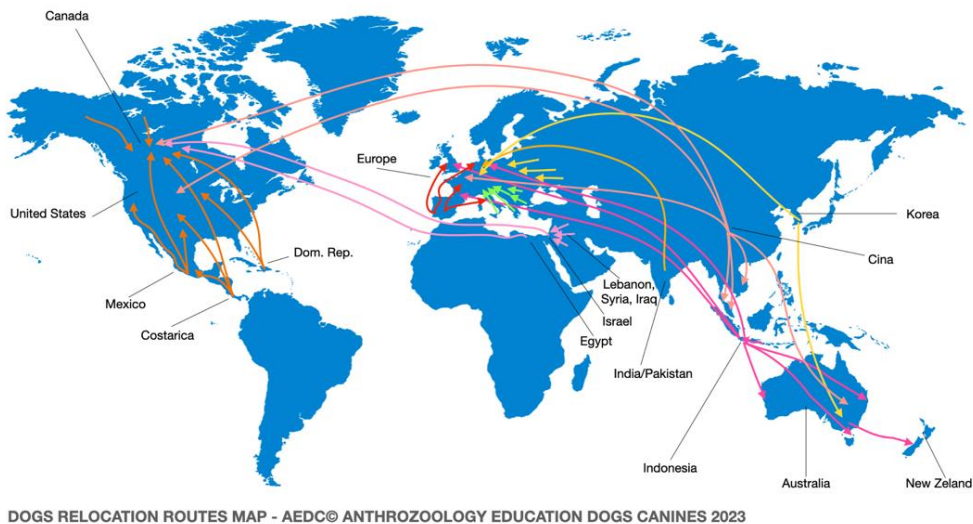 Canada
Europe
United States
Korea
Dom. Rep.
Cina
Mexico
Lebanon,
Syria, Iraq
Costarica
Israel
Egypt
India/Pakistan
Indonesia
Australia
New Zeland
DOGS RELOCATION ROUTES MAP - AEDC© ANTHROZOOLOGY EDUCATION DOGS CANINES 2023